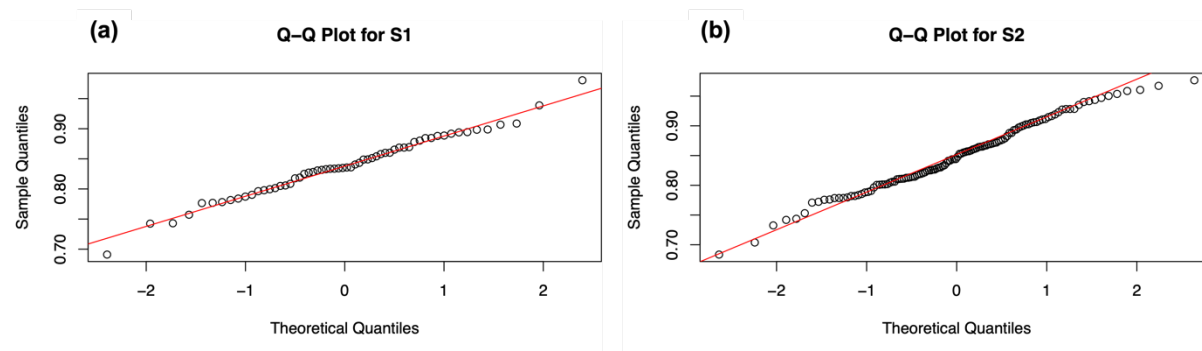 (a)
Q–Q Plot for S1
Sample Quantiles
0.90
0.80
0.70
−2
−1
0
1
2
Theoretical Quantiles
(b)
Q–Q Plot for S2
Sample Quantiles
0.90
0.80
0.70
−2
−1
0
1
2
Theoretical Quantiles